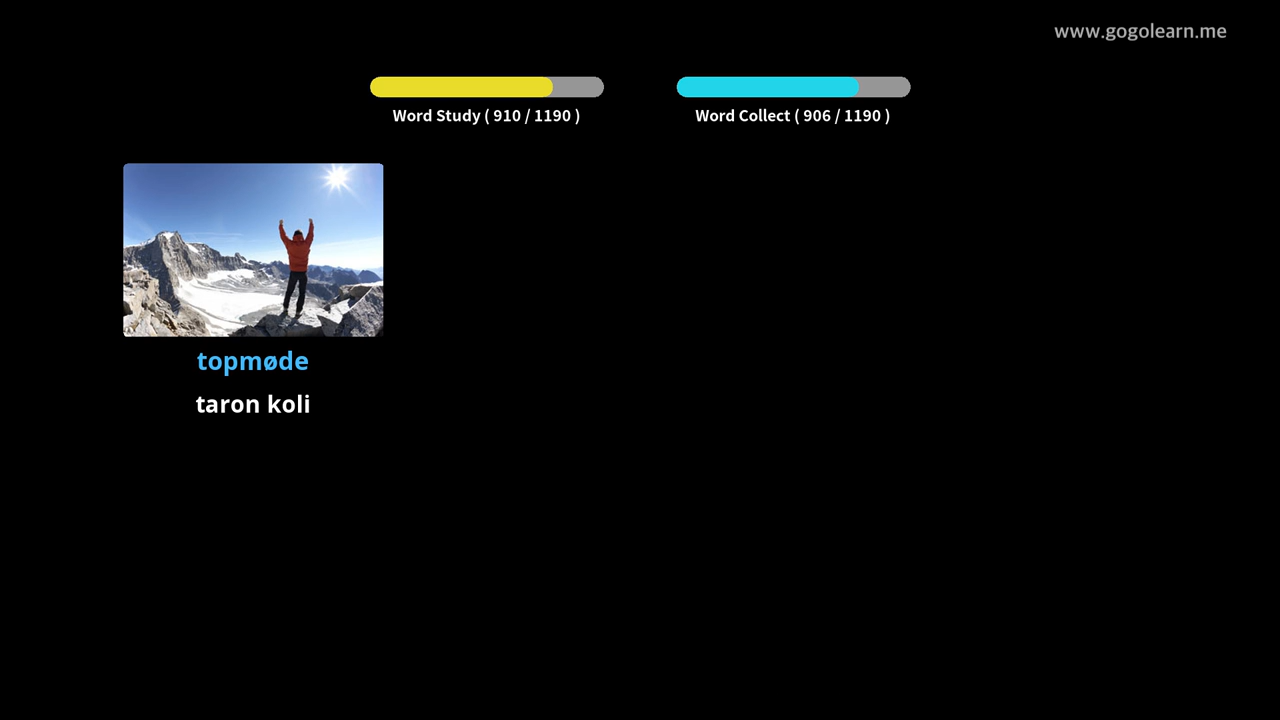 www.gogolearn.me
Word Study ( 910 / 1190 )
Word Collect ( 906 / 1190 )
topmøde
taron koli